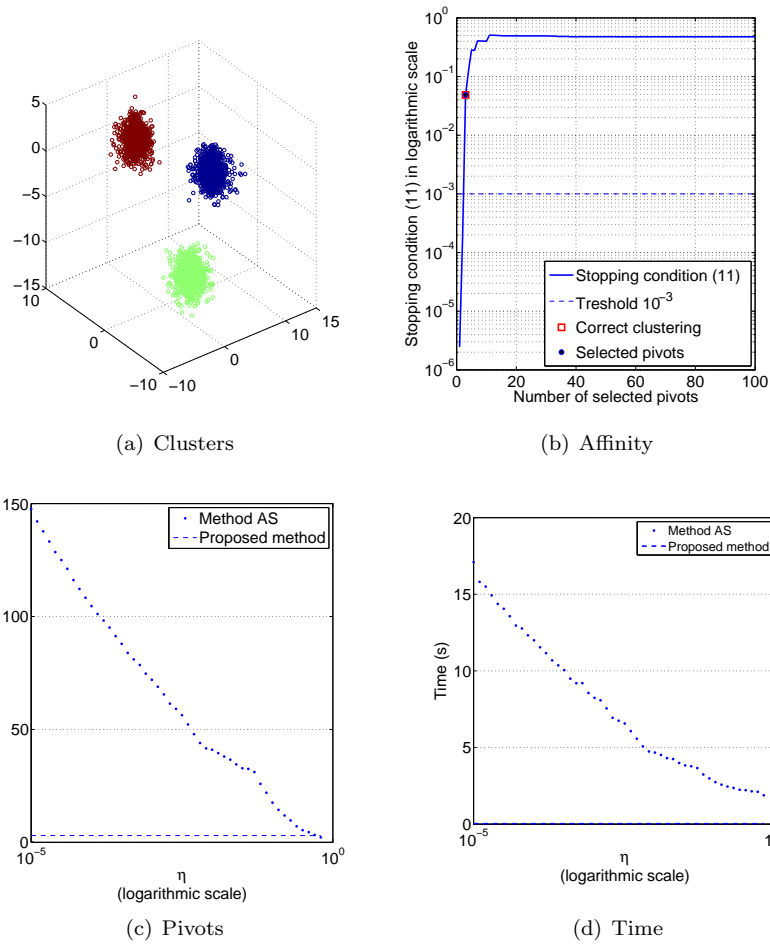 5
0
−5
−10
−15
10
0
−10
−10
0
10
15
(a) Clusters
Stopping condition (11) in logarithmic scale
10^0
10^−1
10^−2
10^−3
10^−4
10^−5
10^−6
0
20
40
60
80
100
Number of selected pivots
Stopping condition (11)
Treshold 10^−3
Correct clustering
Selected pivots
(b) Affinity
150
100
50
0
10^−5
10^0
η
(logarithmic scale)
Method AS
Proposed method
(c) Pivots
Time (s)
20
15
10
5
0
10^−5
1
η
(logarithmic scale)
Method AS
Proposed method
(d) Time